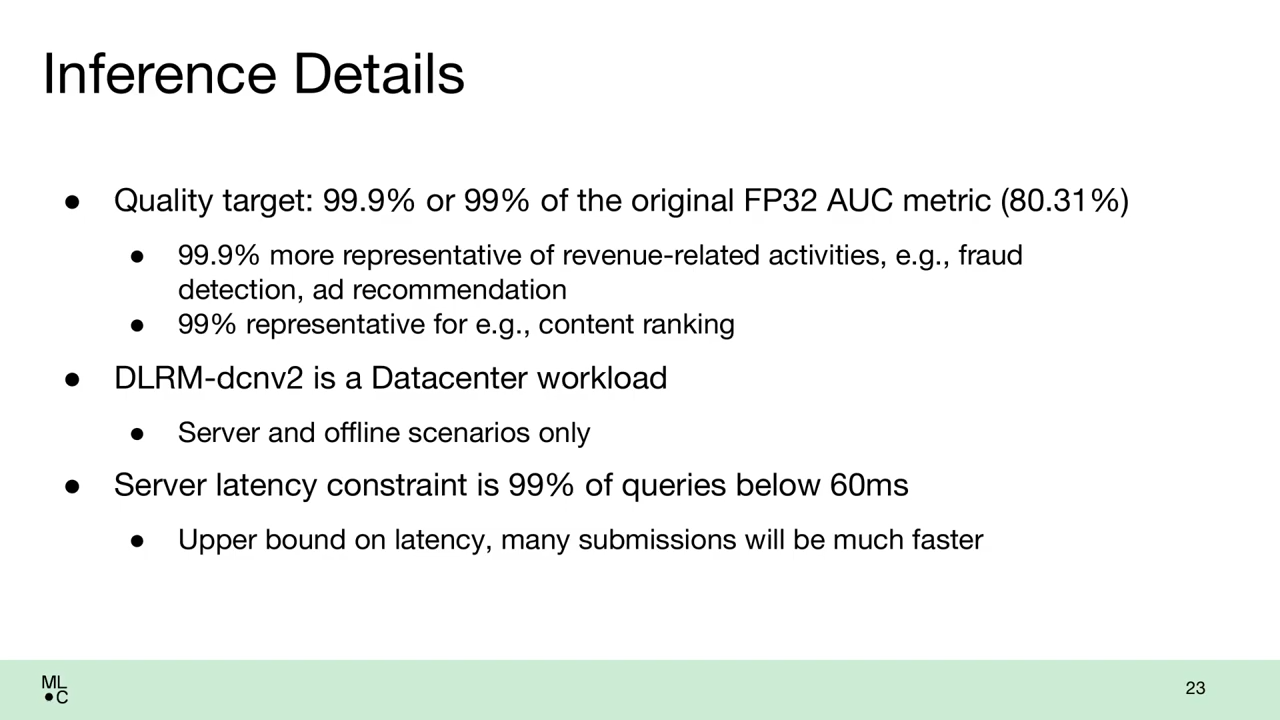 Inference Details
● Quality target: 99.9% or 99% of the original FP32 AUC metric (80.31%)
● 99.9% more representative of revenue-related activities, e.g., fraud
detection, ad recommendation
● 99% representative for e.g., content ranking
● DLRM-dcnv2 is a Datacenter workload
● Server and offline scenarios only
● Server latency constraint is 99% of queries below 60ms
● Upper bound on latency, many submissions will be much faster
ML
●C
23